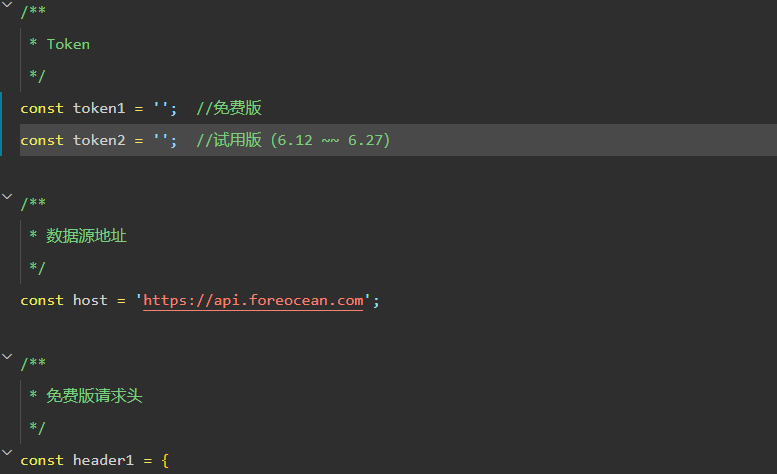 /**
 * Token
 */
const token1 = '';  //免费版
const token2 = '';  //试用版（6.12 ~~ 6.27）
/**
 * 数据源地址
 */
const host = 'https://api.foreocean.com';
/**
 * 免费版请求头
 */
const header1 = {